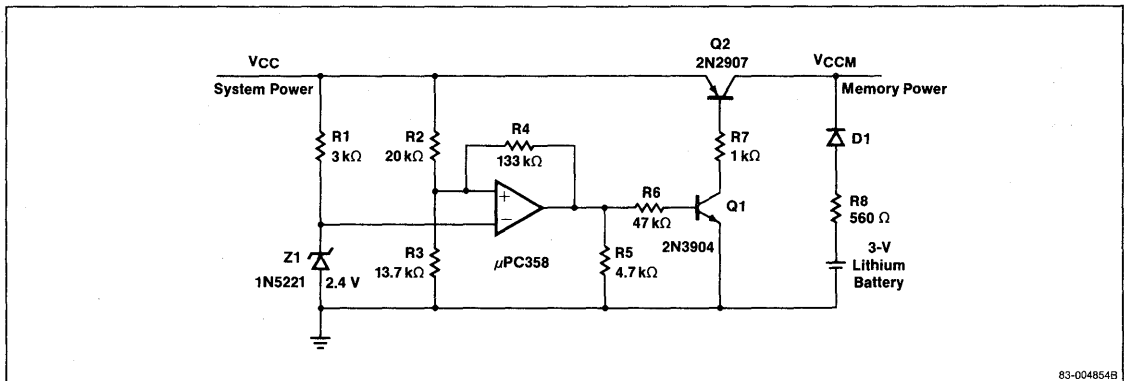 Q2
2N2907
VCC
VCCM
System Power
Memory Power
R1
3 kΩ
R2
20 kΩ
R4
133 kΩ
R7
1 kΩ
D1
+
−
R6
47 kΩ
Q1
R8
560 Ω
Z1
1N5221
2.4 V
R3
13.7 kΩ
μPC358
R5
4.7 kΩ
2N3904
3-V
Lithium
Battery
83-004854B